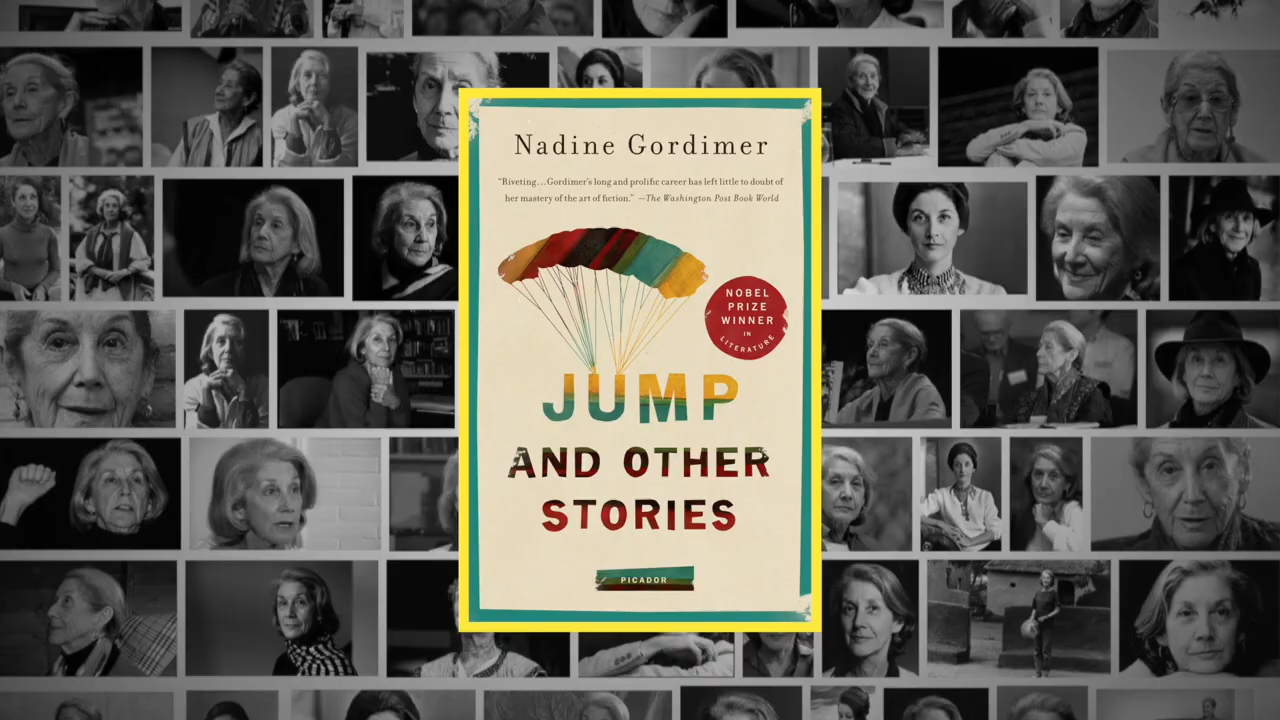 Nadine Gordimer
“Riveting...Gordimer’s long and prolific career has left little to doubt of
her mastery of the art of fiction.” —The Washington Post Book World
NOBEL
PRIZE
WINNER
IN
LITERATURE
JUMP
AND OTHER
STORIES
PICADOR